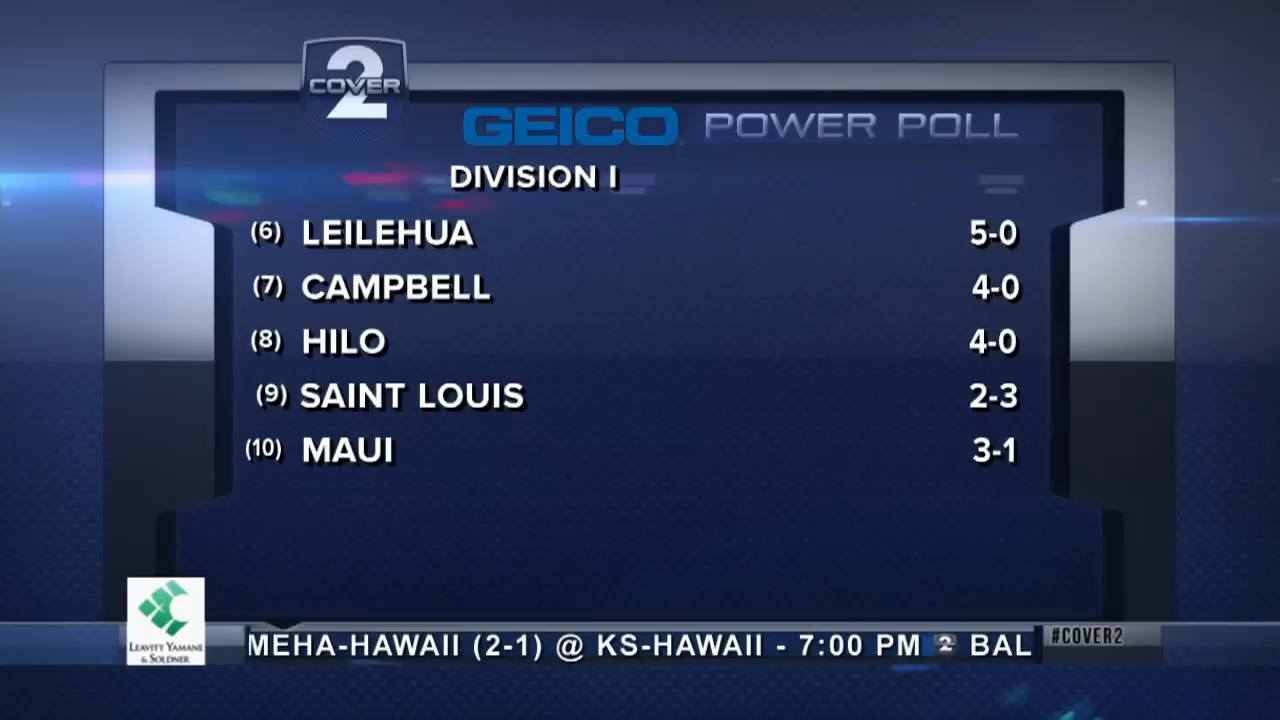 COVER 2
GEICO POWER POLL
DIVISION I
(6) LEILEHUA 5-0
(7) CAMPBELL 4-0
(8) HILO 4-0
(9) SAINT LOUIS 2-3
(10) MAUI 3-1
LEAVITT YAMANE
& SOLDNER
MEHA-HAWAII (2-1) @ KS-HAWAII - 7:00 PM 2 BAL
#COVER2